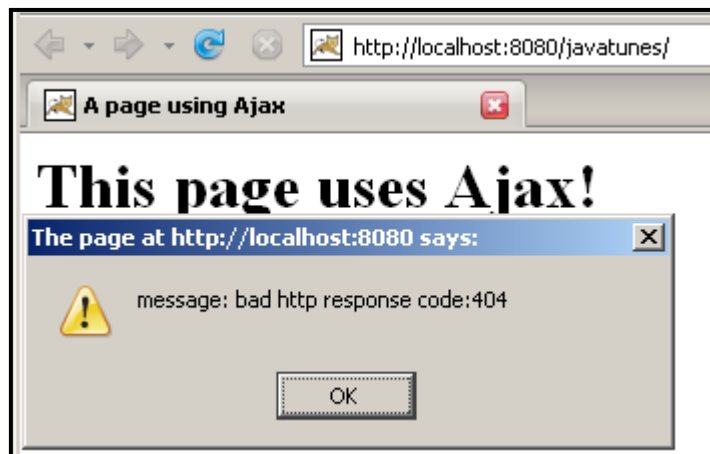 http://localhost:8080/javatunes/
A page using Ajax
This page uses Ajax!
The page at http://localhost:8080 says:
message: bad http response code:404
OK